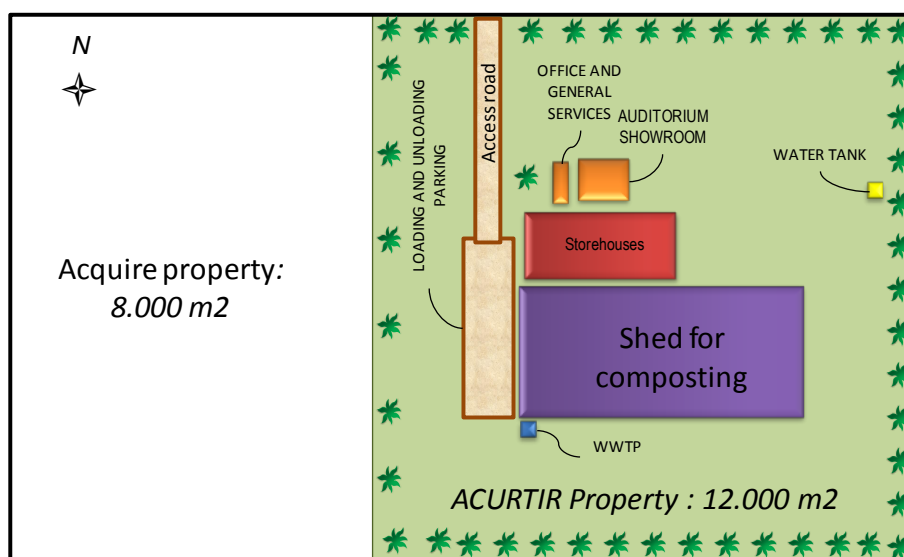 N
Acquire property:
8.000 m2
Access road
LOADING AND UNLOADING
PARKING
OFFICE AND
GENERAL
SERVICES
AUDITORIUM
SHOWROOM
WATER TANK
Storehouses
Shed for
composting
WWTP
ACURTIR Property : 12.000 m2